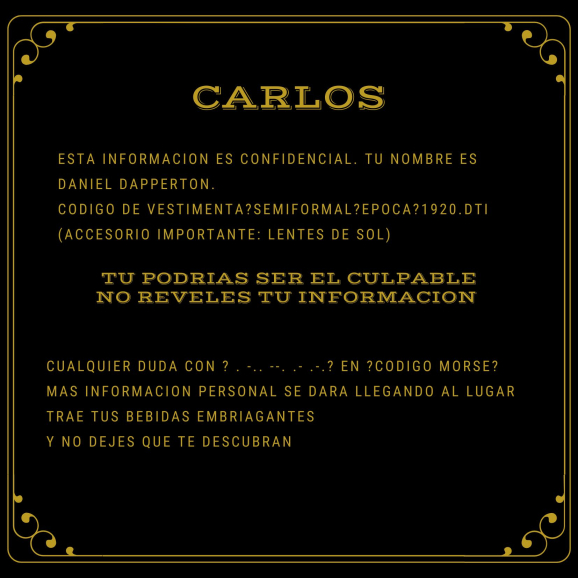 CARLOS
ESTA INFORMACION ES CONFIDENCIAL. TU NOMBRE ES
DANIEL DAPPERTON.
CODIGO DE VESTIMENTA?SEMIFORMAL?EPOCA?1920.DTI
(ACCESORIO IMPORTANTE: LENTES DE SOL)
TU PODRIAS SER EL CULPABLE
NO REVELES TU INFORMACION
CUALQUIER DUDA CON ? . -.. --. .- .-.? EN ?CODIGO MORSE?
MAS INFORMACION PERSONAL SE DARA LLEGANDO AL LUGAR
TRAE TUS BEBIDAS EMBRIAGANTES
Y NO DEJES QUE TE DESCUBRAN